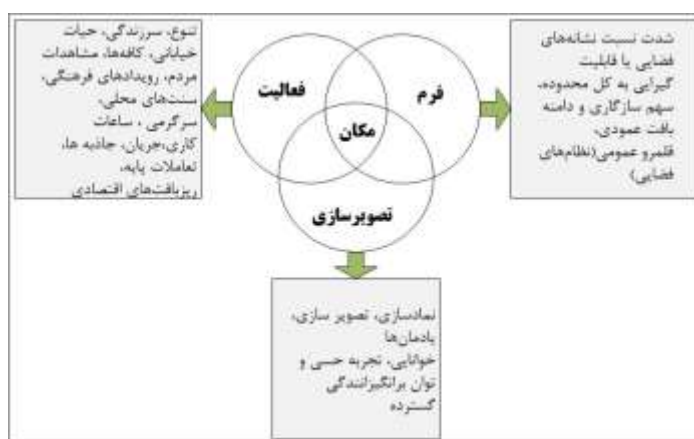 شدت نسبت نشانه‌های
فضایی با قابلیت
گیرایی به کل محدوده،
سهم سازگاری و دامنه
بافت عمودی،
قلمرو عمومی(نظام‌های
فضایی)
فرم
فعالیت
مکان
تصویرسازی
تنوع، سرزندگی، حیات
خیابانی، کافه‌ها، مشاهدات
مردم، رویدادهای فرهنگی،
سنت‌های محلی،
سرگرمی ، ساعات
کاری،جریان، جاذبه ها،
تعاملات پایه،
ریزبافت‌های اقتصادی
نمادسازی، تصویر سازی،
یادمان‌ها
خوانایی، تجربه حسی و
توان برانگیزانندگی
گسترده